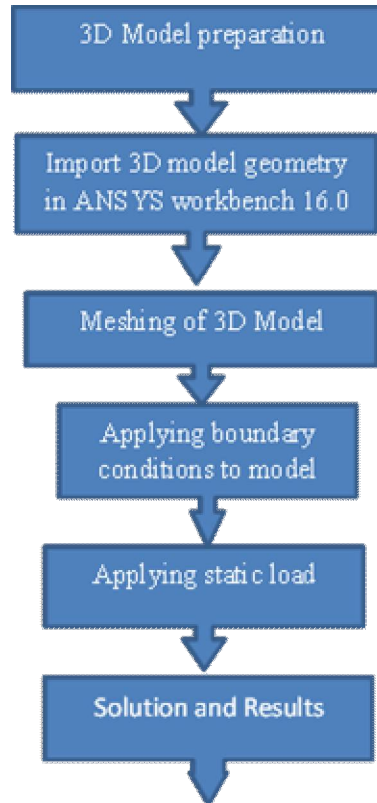 3D Model preparation
Import 3D model geometry
in ANSYS workbench 16.0
Meshing of 3D Model
Applying boundary
conditions to model
Applying static load
Solution and Results